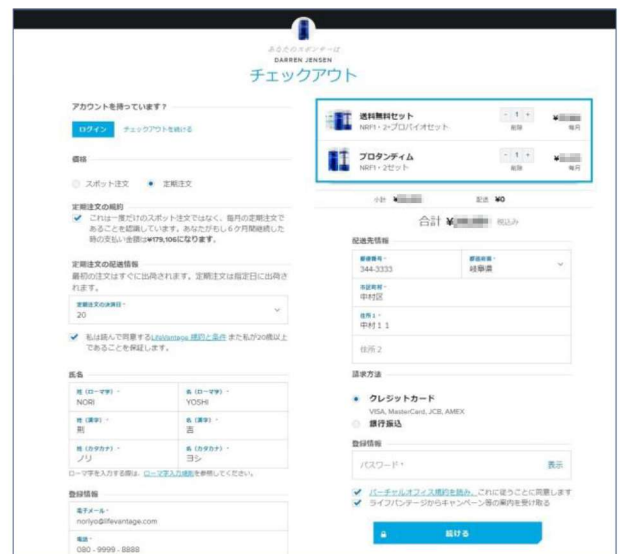 あなたのスポンサーは
DARREN JENSEN
チェックアウト
アカウントを持っています？
ログイン チェックアウトを続ける
価格
スポット注文 定期注文
定期注文の規約
これは一度だけのスポット注文ではなく、毎月の定期注文で
あることを認識しています。あなたがもし6ヶ月間継続した
時の支払い金額は¥179,106になります。
定期注文の配送情報
最初の注文はすぐに出荷されます。定期注文は指定日に出荷さ
れます。
定期注文の決済日*
20
私は読んで同意するLifeVantage 規約と条件 また私が20歳以上
であることを保証します。
氏名
姓（ローマ字）*
NORI
名（ローマ字）*
YOSHI
姓（漢字）*
則
名（漢字）*
吉
姓（カタカナ）*
ノリ
名（カタカナ）*
ヨシ
ローマ字を入力する際は、ローマ字入力規則を参照してください。
登録情報
電子メール*
noriyo@lifevantage.com
電話*
080 - 9999 - 8888
送料無料セット
NRF1・2+プロバイオセット
- 1 +
削除
¥
毎月
プロタンディム
NRF1・2セット
- 1 +
削除
¥
毎月
小計 ¥ 配送 ¥0
合計 ¥ 税込み
配送先情報
郵便番号*
344-3333
都道府県*
岐阜県
市区町村*
中村区
住所1*
中村１１
住所 2
請求方法
クレジットカード
VISA, MasterCard, JCB, AMEX
銀行振込
登録情報
パスワード* 表示
バーチャルオフィス規約を読み、これに従うことに同意します
ライフバンテージからキャンペーン等の案内を受け取る
続ける